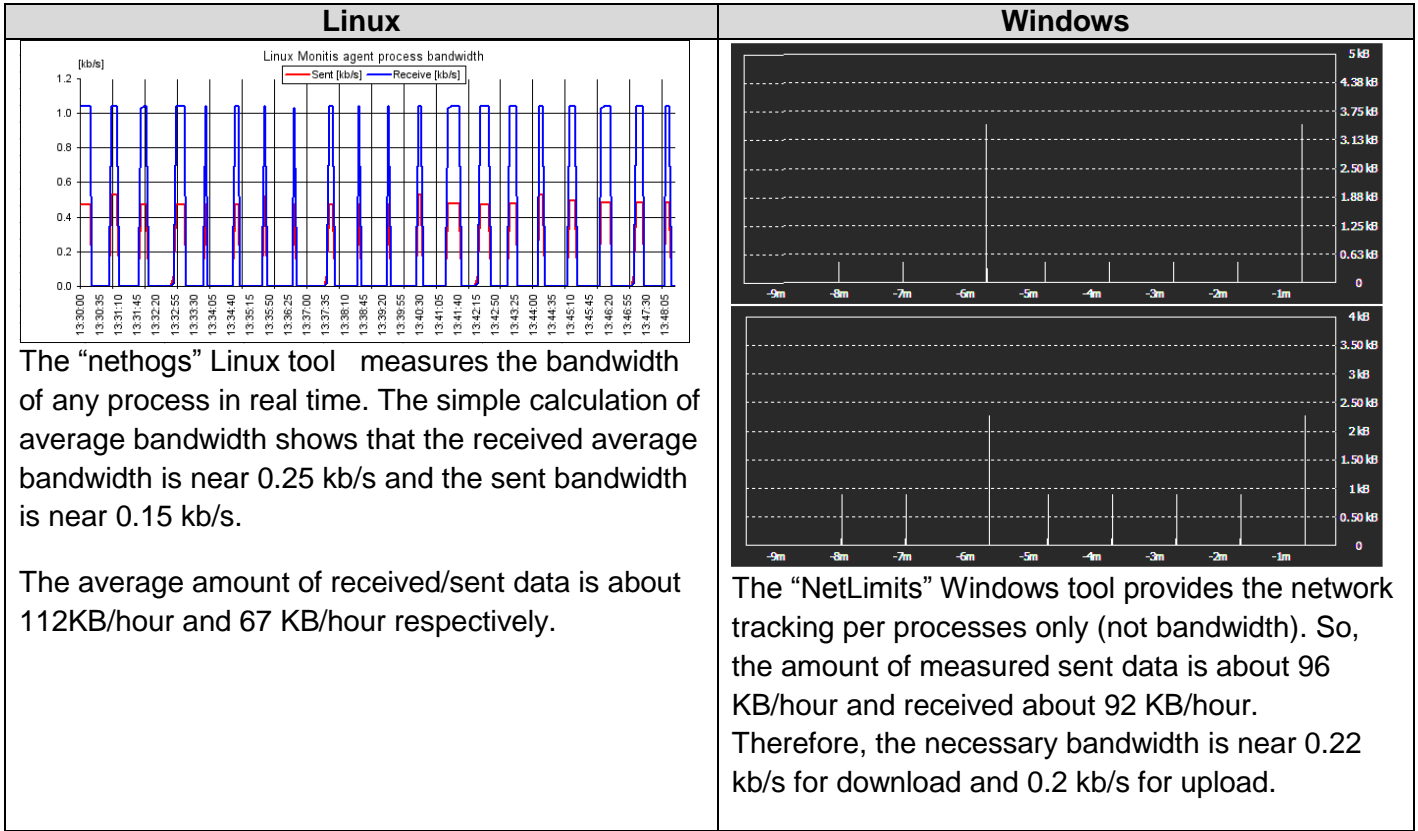 Linux
Windows
Linux Monitis agent process bandwidth
[kb/s]
Sent [kb/s] Receive [kb/s]
1.2
1.0
0.8
0.6
0.4
0.2
0.0
13:30:00
13:30:35
13:31:10
13:31:45
13:32:20
13:32:55
13:33:30
13:34:05
13:34:40
13:35:15
13:35:50
13:36:25
13:37:00
13:37:35
13:38:10
13:38:45
13:39:20
13:39:55
13:40:30
13:41:05
13:41:40
13:42:15
13:42:50
13:43:25
13:44:00
13:44:35
13:45:10
13:45:45
13:46:20
13:46:55
13:47:30
13:48:05
The “nethogs” Linux tool measures the bandwidth
of any process in real time. The simple calculation of
average bandwidth shows that the received average
bandwidth is near 0.25 kb/s and the sent bandwidth
is near 0.15 kb/s.
The average amount of received/sent data is about
112KB/hour and 67 KB/hour respectively.
5 kB
4.38 kB
3.75 kB
3.13 kB
2.50 kB
1.88 kB
1.25 kB
0.63 kB
0
-9m -8m -7m -6m -5m -4m -3m -2m -1m
4 kB
3.50 kB
3 kB
2.50 kB
2 kB
1.50 kB
1 kB
0.50 kB
0
-9m -8m -7m -6m -5m -4m -3m -2m -1m
The “NetLimits” Windows tool provides the network
tracking per processes only (not bandwidth). So,
the amount of measured sent data is about 96
KB/hour and received about 92 KB/hour.
Therefore, the necessary bandwidth is near 0.22
kb/s for download and 0.2 kb/s for upload.